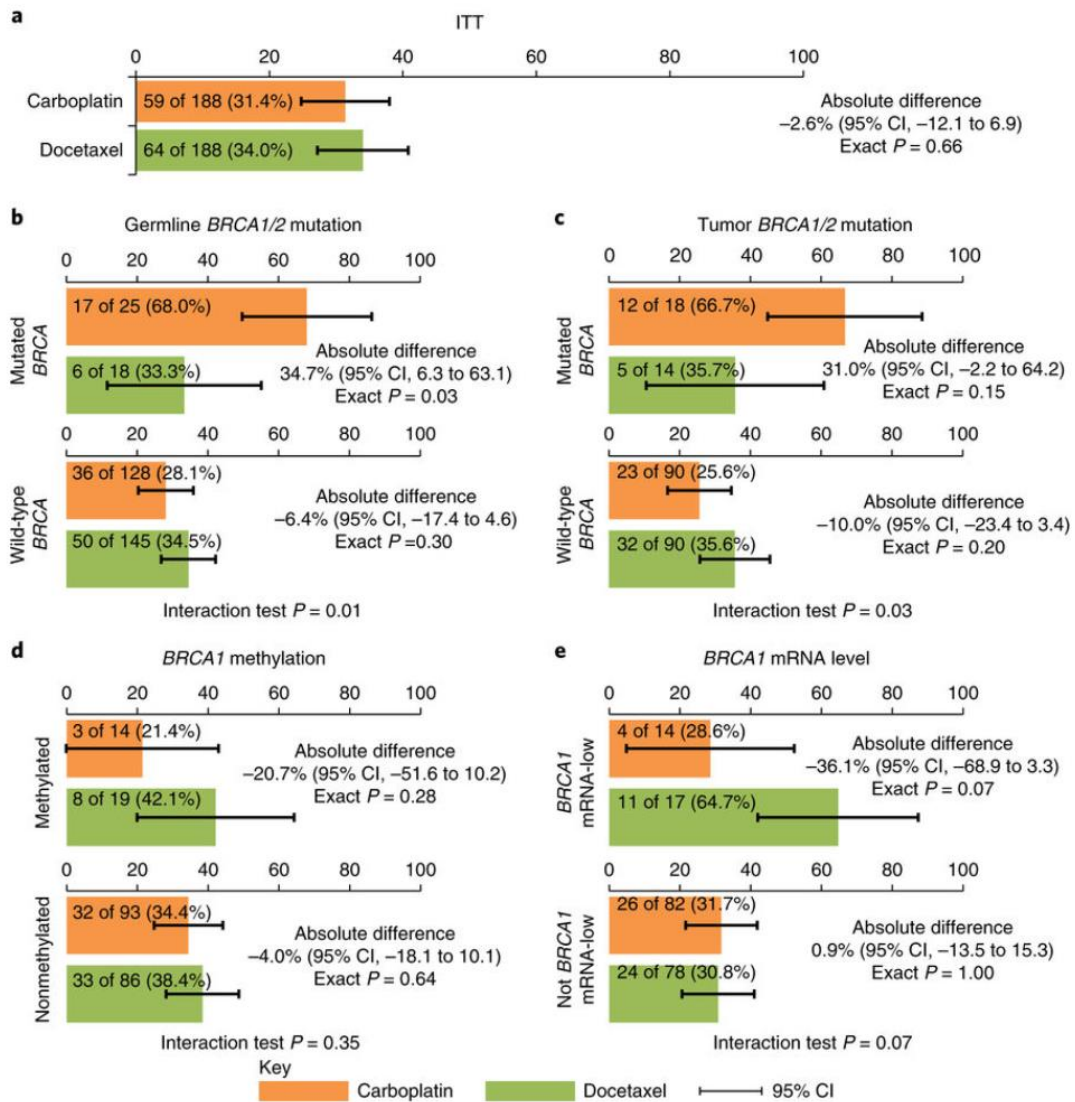 a
ITT
0 20 40 60 80 100
Carboplatin 59 of 188 (31.4%)
Docetaxel 64 of 188 (34.0%)
Absolute difference
–2.6% (95% CI, –12.1 to 6.9)
Exact P = 0.66
b
Germline BRCA1/2 mutation
0 20 40 60 80 100
Mutated
BRCA
17 of 25 (68.0%)
6 of 18 (33.3%)
Absolute difference
34.7% (95% CI, 6.3 to 63.1)
Exact P = 0.03
0 20 40 60 80 100
Wild-type
BRCA
36 of 128 (28.1%)
50 of 145 (34.5%)
Absolute difference
–6.4% (95% CI, –17.4 to 4.6)
Exact P =0.30
Interaction test P = 0.01
c
Tumor BRCA1/2 mutation
0 20 40 60 80 100
Mutated
BRCA
12 of 18 (66.7%)
5 of 14 (35.7%)
Absolute difference
31.0% (95% CI, –2.2 to 64.2)
Exact P = 0.15
0 20 40 60 80 100
Wild-type
BRCA
23 of 90 (25.6%)
32 of 90 (35.6%)
Absolute difference
–10.0% (95% CI, –23.4 to 3.4)
Exact P = 0.20
Interaction test P = 0.03
d
BRCA1 methylation
0 20 40 60 80 100
Methylated
3 of 14 (21.4%)
8 of 19 (42.1%)
Absolute difference
–20.7% (95% CI, –51.6 to 10.2)
Exact P = 0.28
0 20 40 60 80 100
Nonmethylated
32 of 93 (34.4%)
33 of 86 (38.4%)
Absolute difference
–4.0% (95% CI, –18.1 to 10.1)
Exact P = 0.64
Interaction test P = 0.35
e
BRCA1 mRNA level
0 20 40 60 80 100
BRCA1
mRNA-low
4 of 14 (28.6%)
11 of 17 (64.7%)
Absolute difference
–36.1% (95% CI, –68.9 to 3.3)
Exact P = 0.07
0 20 40 60 80 100
Not BRCA1
mRNA-low
26 of 82 (31.7%)
24 of 78 (30.8%)
Absolute difference
0.9% (95% CI, –13.5 to 15.3)
Exact P = 1.00
Interaction test P = 0.07
Key
Carboplatin Docetaxel 95% CI